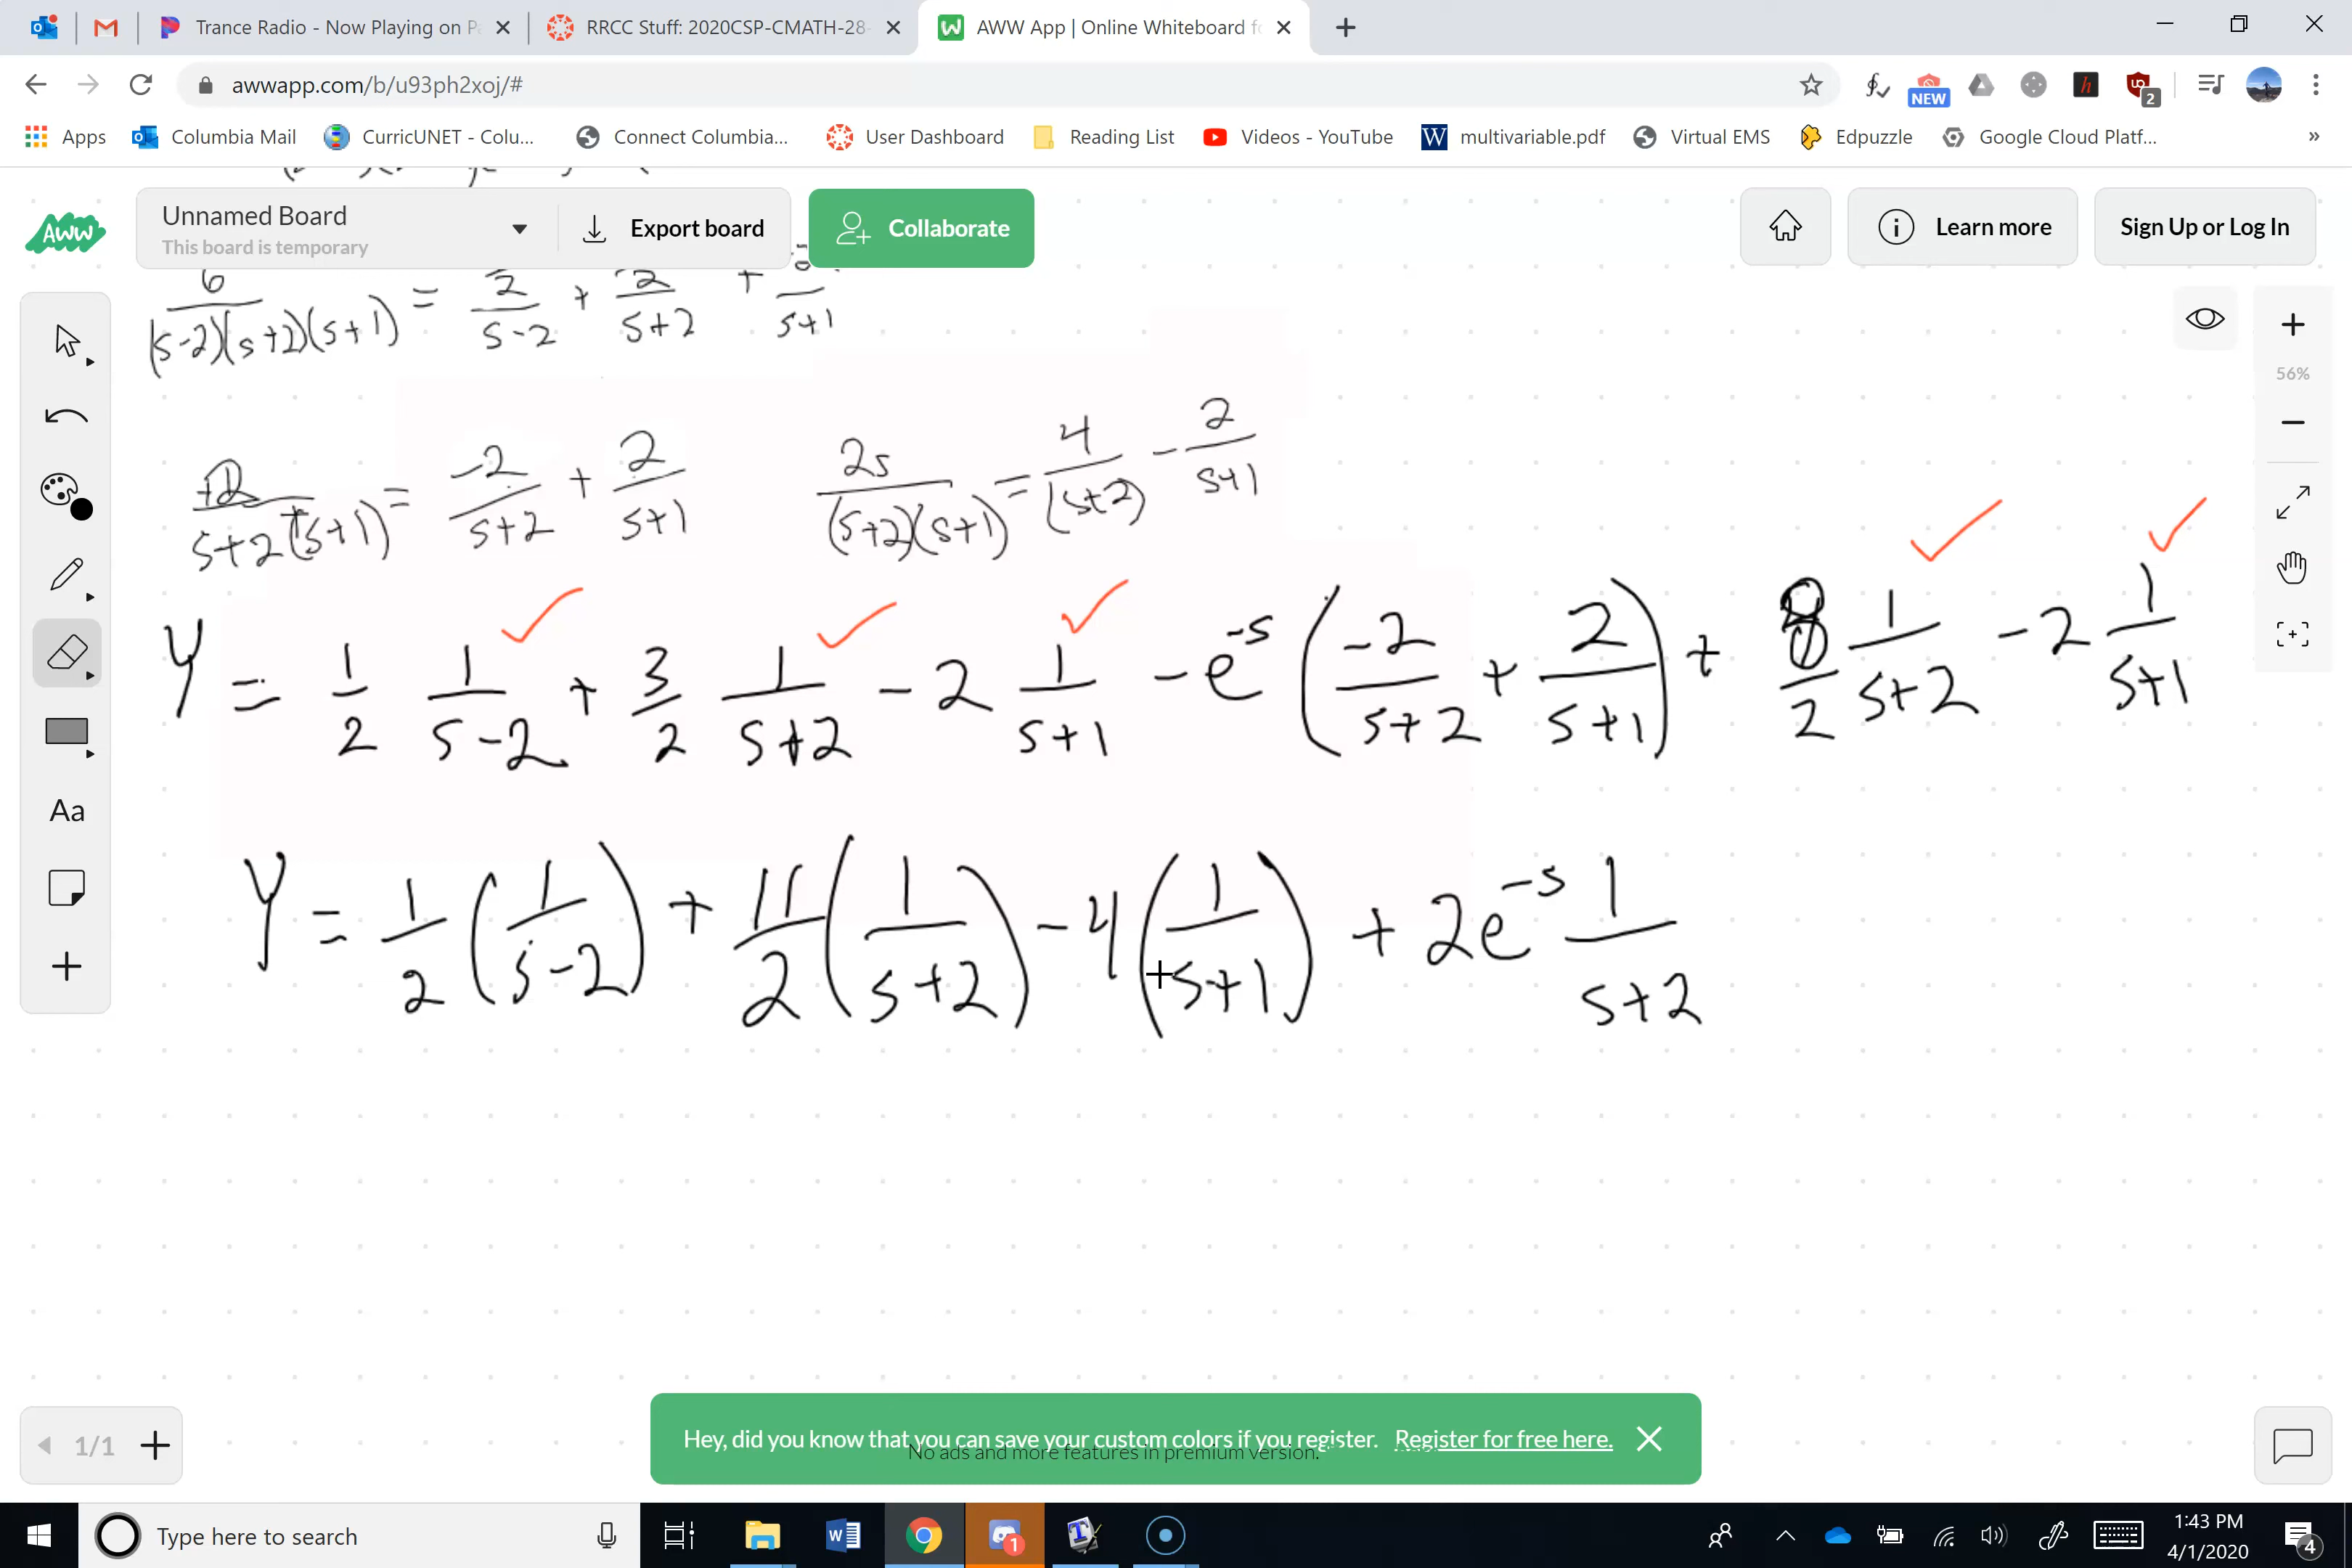 Trance Radio - Now Playing on P
RRCC Stuff: 2020CSP-CMATH-28-
AWW App | Online Whiteboard fo
awwapp.com/b/u93ph2xoj/#
NEW
2
Apps
Columbia Mail
CurricUNET - Colu...
Connect Columbia...
User Dashboard
Reading List
Videos - YouTube
multivariable.pdf
Virtual EMS
Edpuzzle
Google Cloud Platf...
»
AWW
Unnamed Board
This board is temporary
Export board
Collaborate
Learn more
Sign Up or Log In
56%
6/((s-2)(s+2)(s+1)) = /(s-2) + /(s+2) + /(s+1)
/(s+2)(s+1) = -2/(s+2) + 2/(s+1)
2s/((s+2)(s+1)) = 4/(s+2) - 2/(s+1)
Y = 1/2 1/(s-2) + 3/2 1/(s+2) - 2 1/(s+1) - e^-s (-2/(s+2) + 2/(s+1)) + 8/2 1/(s+2) - 2 1/(s+1)
Y = 1/2 (1/(s-2)) + 11/2 (1/(s+2)) - 4 (1/(s+1)) + 2e^-s 1/(s+2)
Aa
1/1
Hey, did you know that you can save your custom colors if you register. Register for free here.
No ads and more features in premium version.
Type here to search
1
1:43 PM
4/1/2020
4